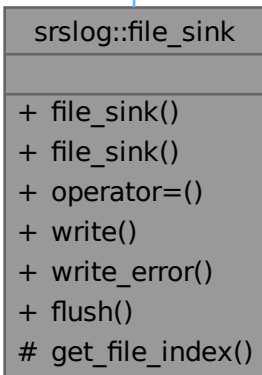 srslog::file_sink
+ file_sink()
+ file_sink()
+ operator=()
+ write()
+ write_error()
+ flush()
# get_file_index()